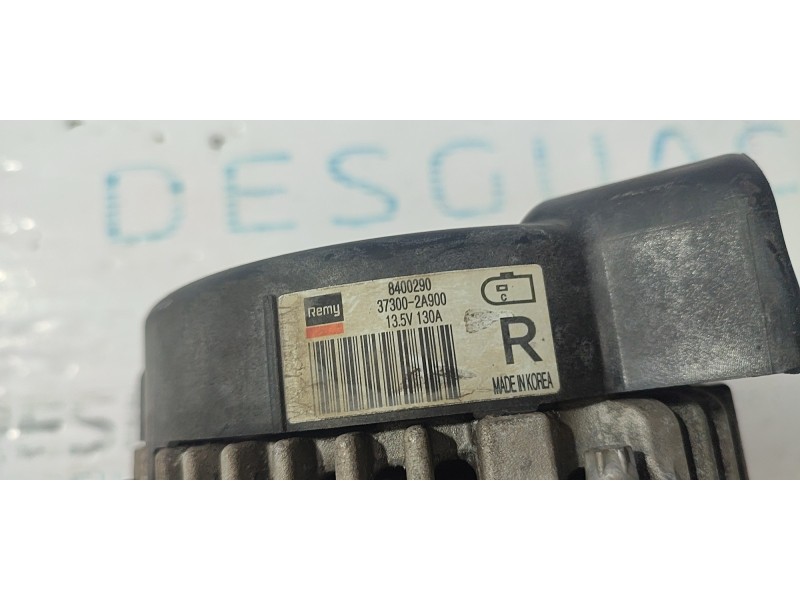 DESGUAC
8400290
Remy
37300-2A900
13.5V 130A
C
R
MADE IN KOREA